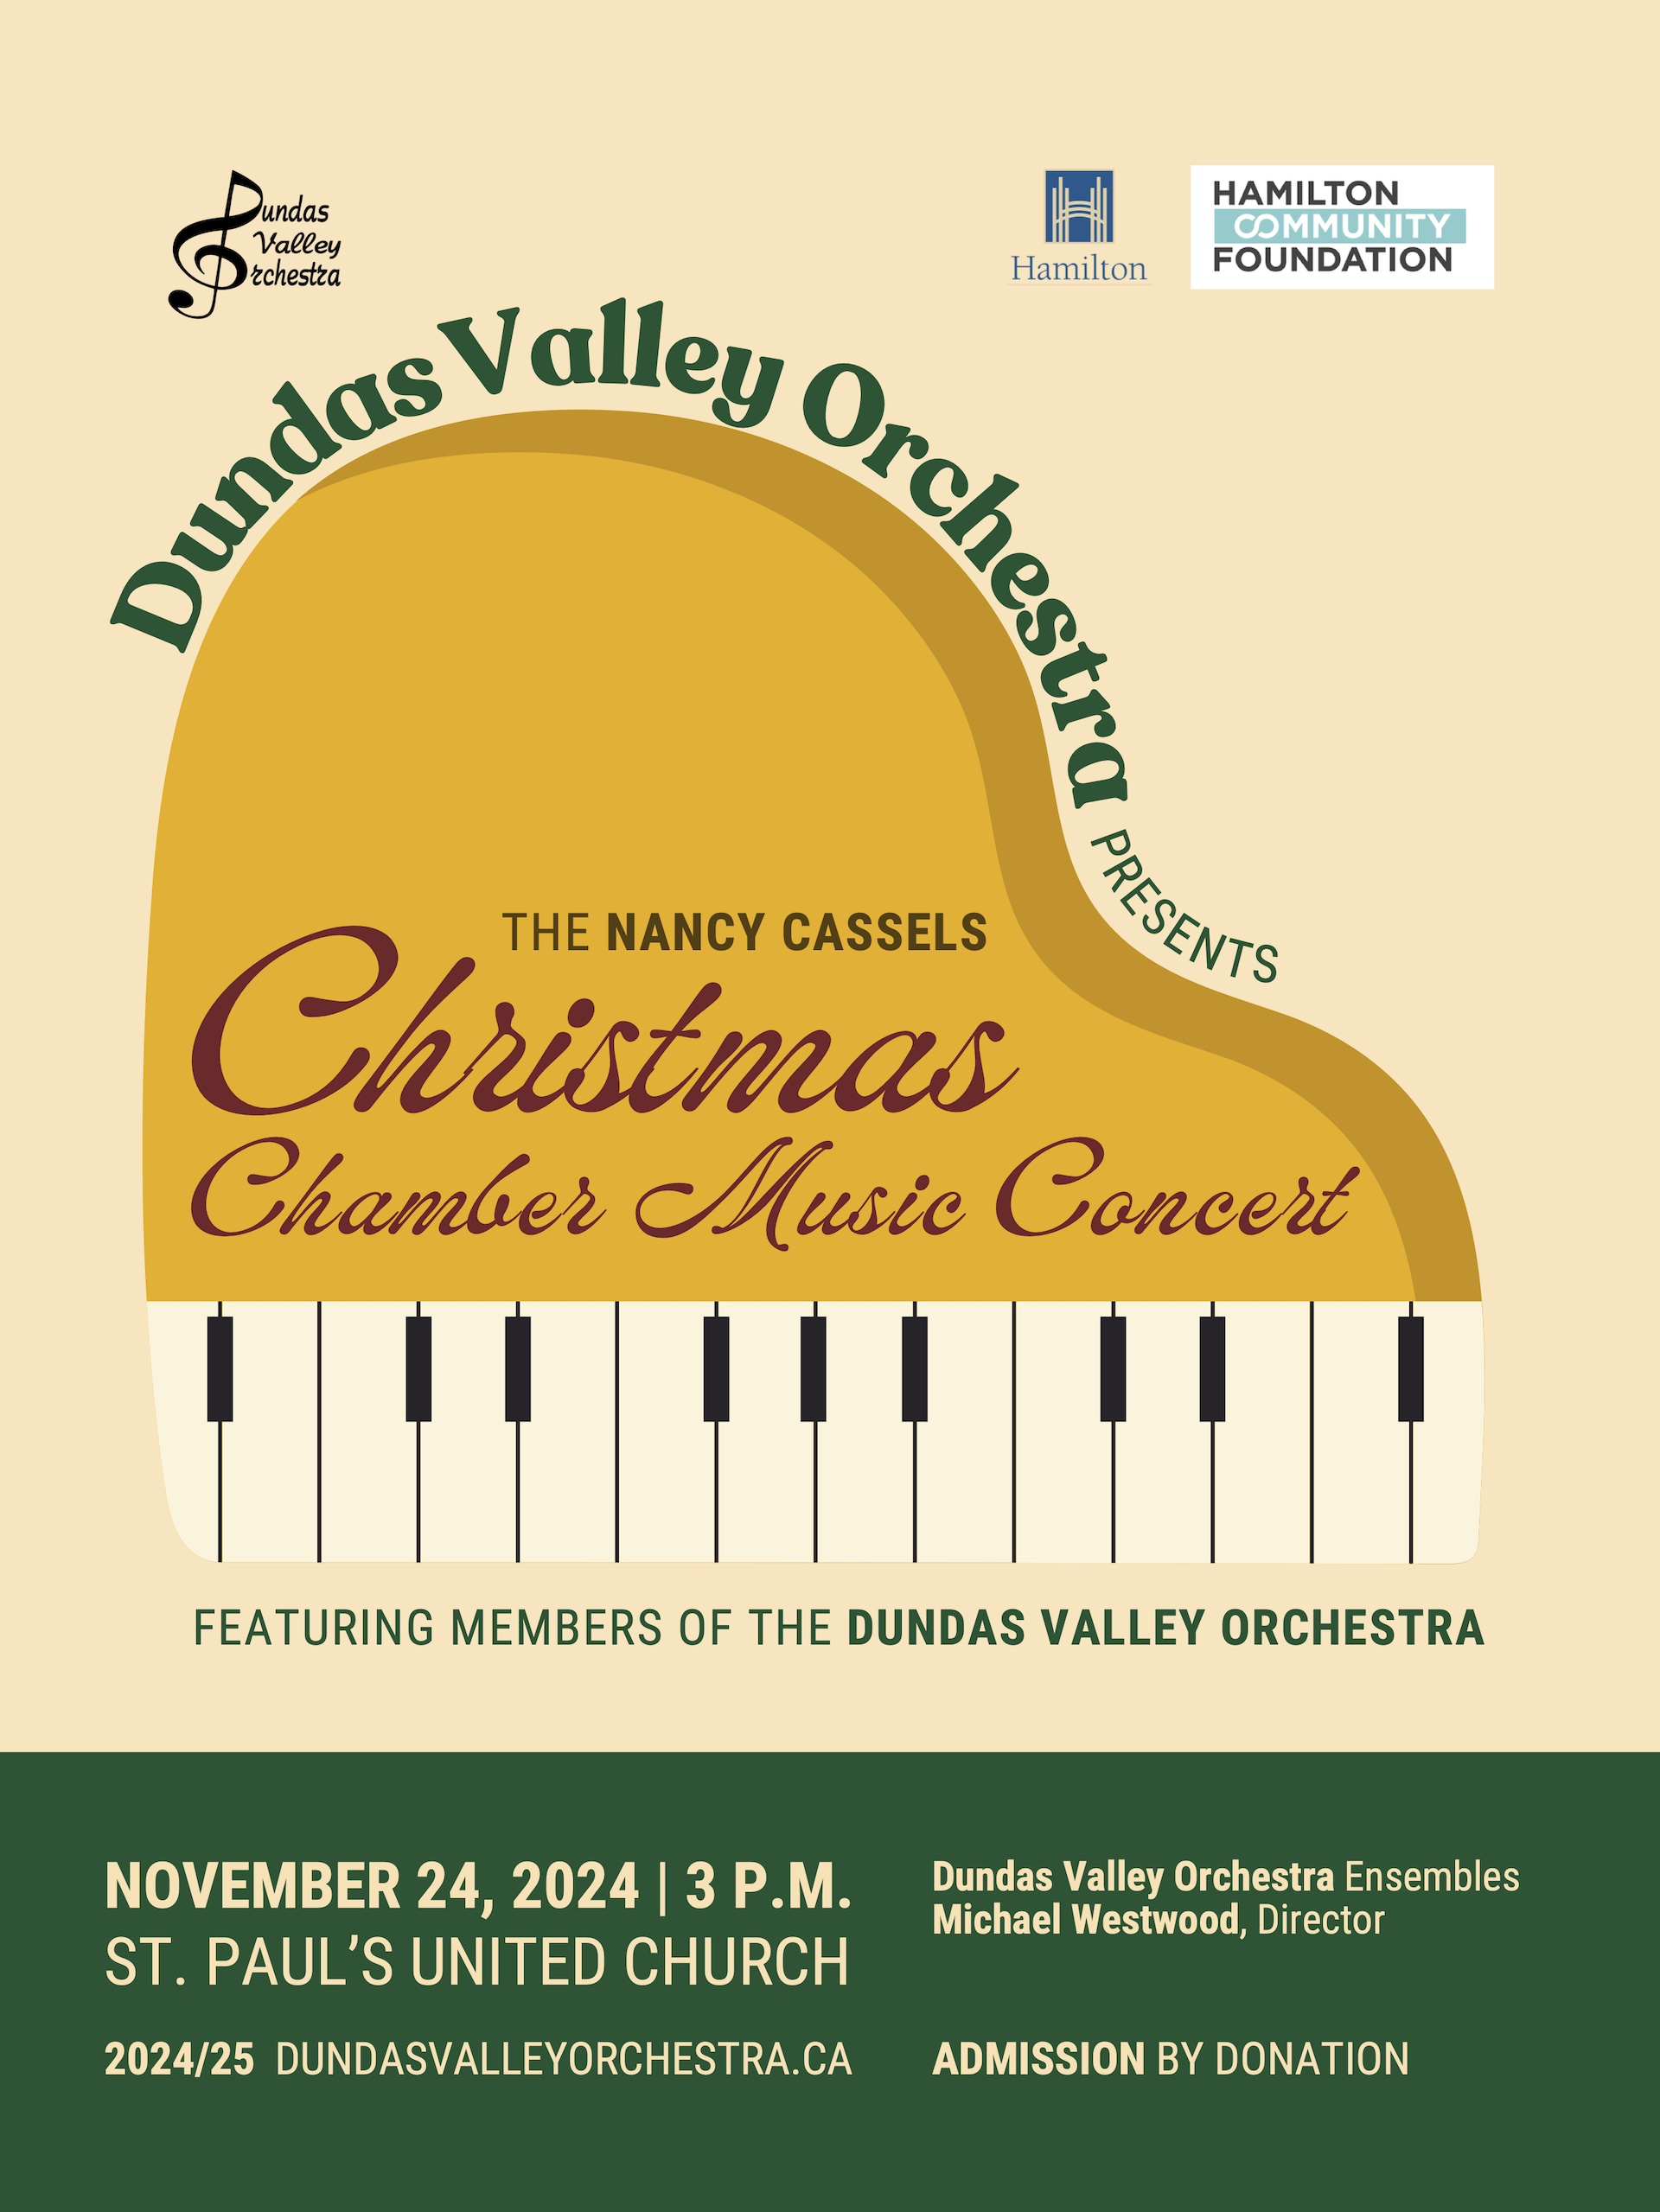 Dundas
Valley
Orchestra
Hamilton
HAMILTON
COMMUNITY
FOUNDATION
Dundas Valley Orchestra PRESENTS
THE NANCY CASSELS
Christmas
Chamber Music Concert
FEATURING MEMBERS OF THE DUNDAS VALLEY ORCHESTRA
NOVEMBER 24, 2024 | 3 P.M.
ST. PAUL’S UNITED CHURCH
2024/25 DUNDASVALLEYORCHESTRA.CA
Dundas Valley Orchestra Ensembles
Michael Westwood, Director
ADMISSION BY DONATION